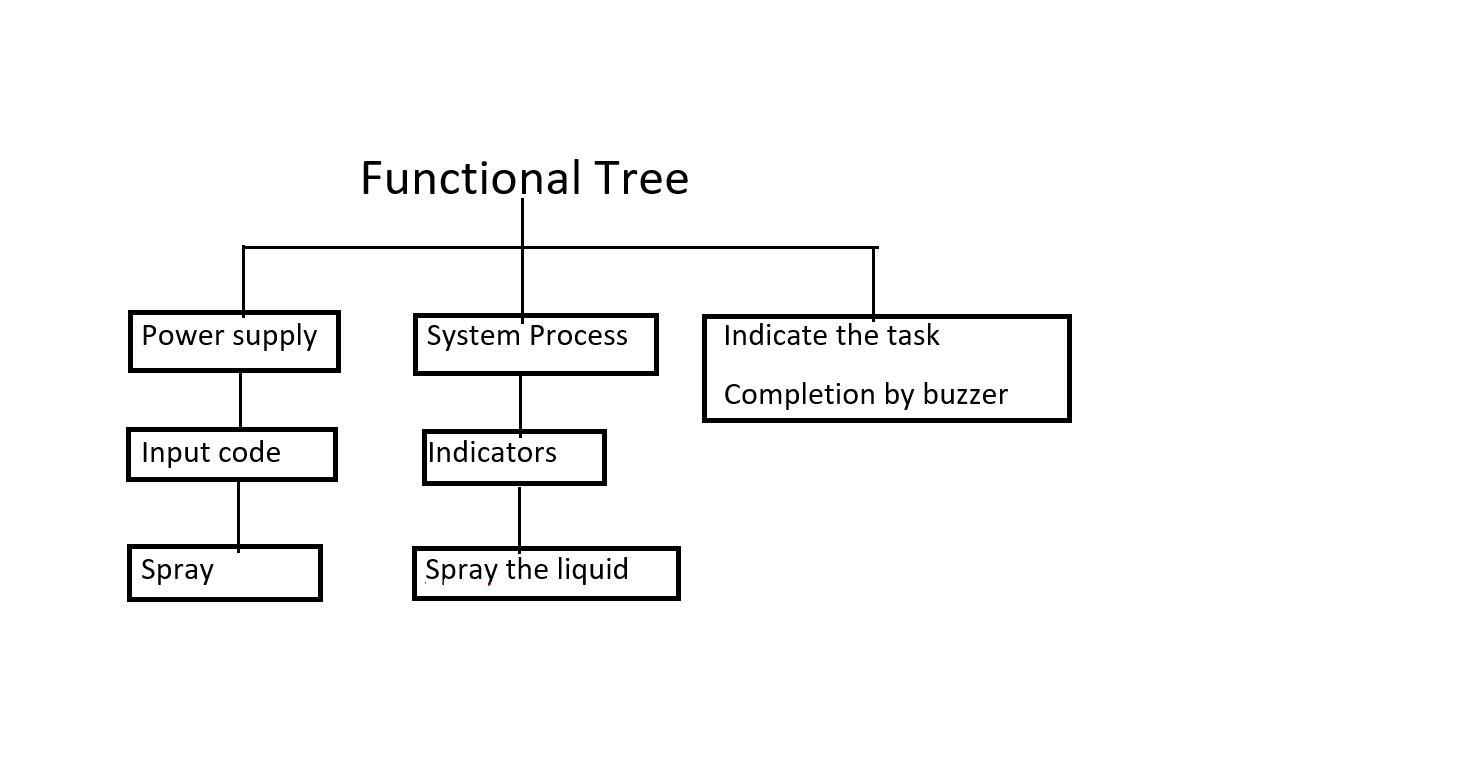 Functional Tree
Power supply
System Process
Indicate the task
Completion by buzzer
Input code
Indicators
Spray
Spray the liquid